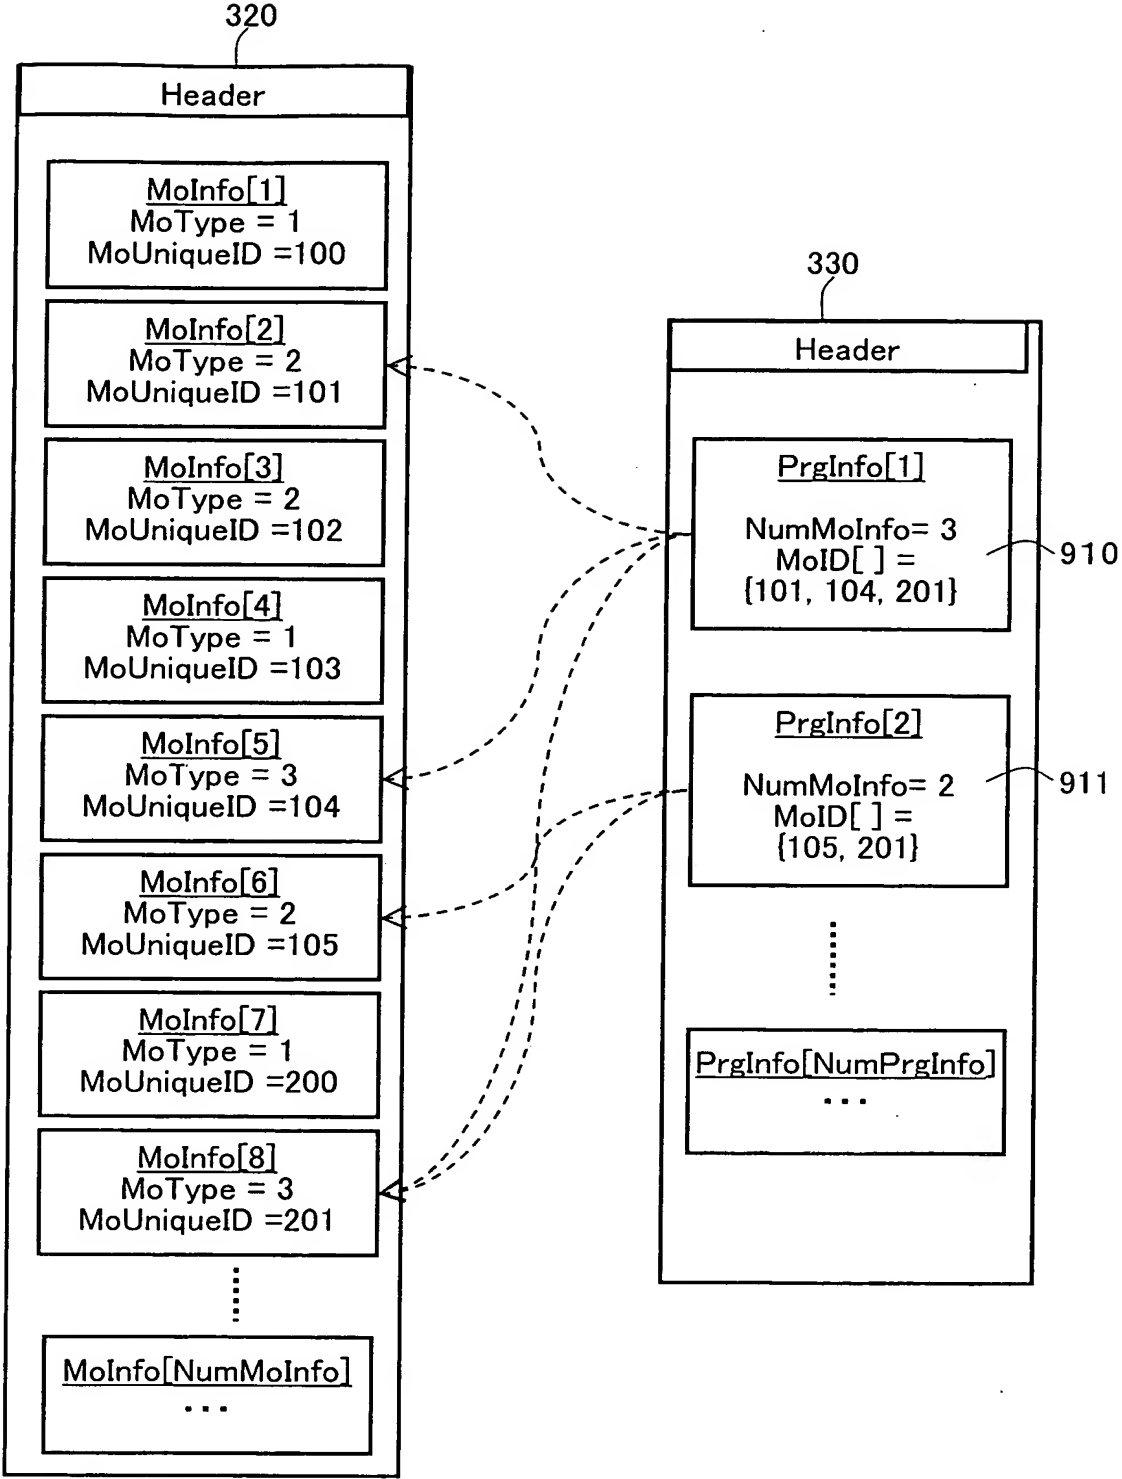 320
Header
MoInfo[1]
MoType = 1
MoUniqueID =100
MoInfo[2]
MoType = 2
MoUniqueID =101
MoInfo[3]
MoType = 2
MoUniqueID =102
MoInfo[4]
MoType = 1
MoUniqueID =103
MoInfo[5]
MoType = 3
MoUniqueID =104
MoInfo[6]
MoType = 2
MoUniqueID =105
MoInfo[7]
MoType = 1
MoUniqueID =200
MoInfo[8]
MoType = 3
MoUniqueID =201
MoInfo[NumMoInfo]
...
330
Header
PrgInfo[1]
NumMoInfo= 3
MoID[ ] =
{101, 104, 201}
910
PrgInfo[2]
NumMoInfo= 2
MoID[ ] =
{105, 201}
911
PrgInfo[NumPrgInfo]
...